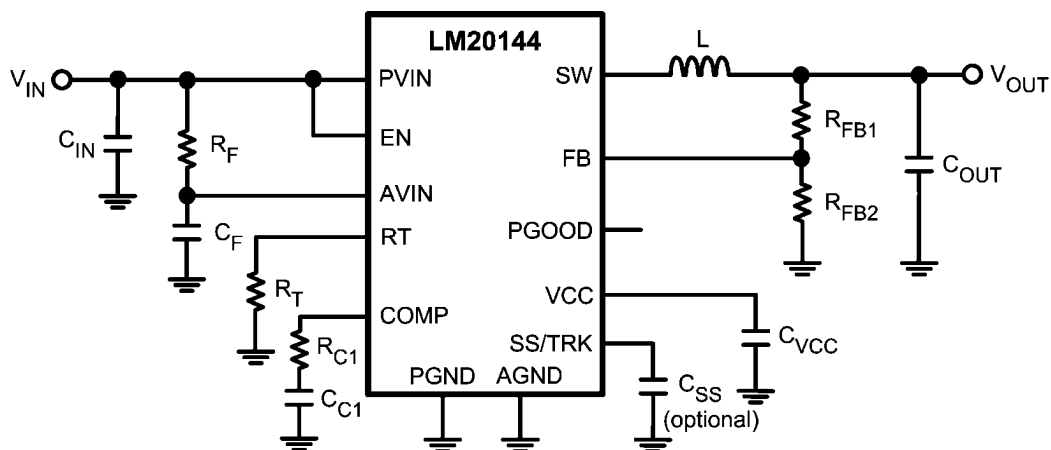 LM20144
V_IN
PVIN
SW
L
V_OUT
C_IN
R_F
EN
R_FB1
FB
C_OUT
AVIN
R_FB2
C_F
RT
PGOOD
R_T
VCC
COMP
SS/TRK
C_VCC
R_C1
PGND
AGND
C_SS
(optional)
C_C1